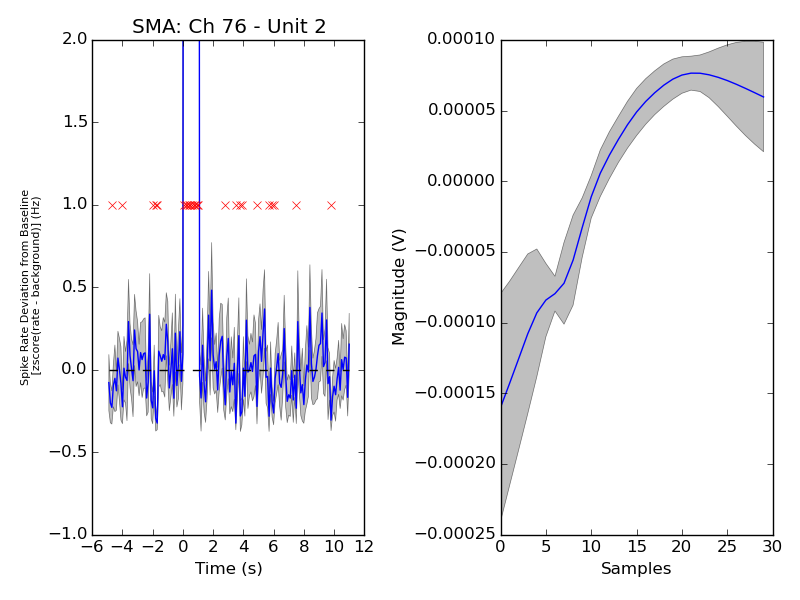 SMA: Ch 76 - Unit 2
Spike Rate Deviation from Baseline
[zscore(rate - background)] (Hz)
2.0
1.5
1.0
0.5
0.0
−0.5
−1.0
−6 −4 −2 0 2 4 6 8 10 12
Time (s)
Magnitude (V)
0.00010
0.00005
0.00000
−0.00005
−0.00010
−0.00015
−0.00020
−0.00025
0 5 10 15 20 25 30
Samples